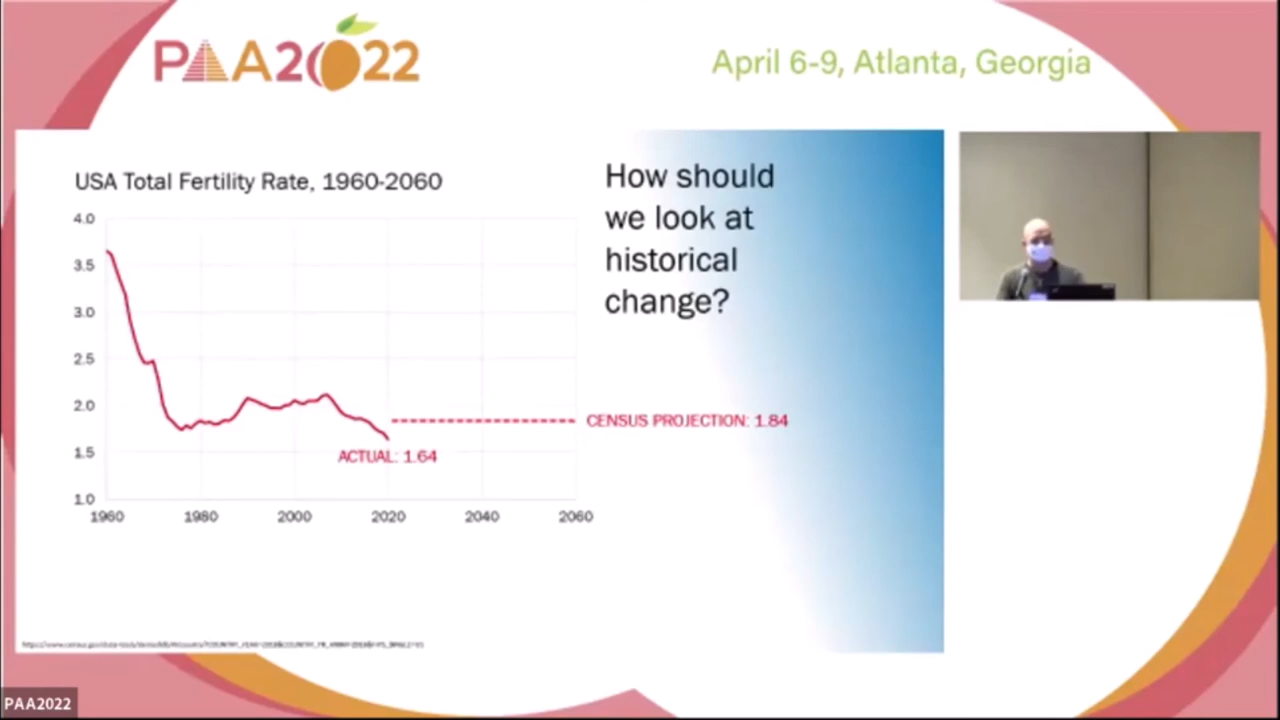 PAA2022
April 6-9, Atlanta, Georgia
USA Total Fertility Rate, 1960-2060
4.0
3.5
3.0
2.5
2.0
1.5
1.0
1960 1980 2000 2020 2040 2060
ACTUAL: 1.64
CENSUS PROJECTION: 1.84
How should
we look at
historical
change?
PAA2022